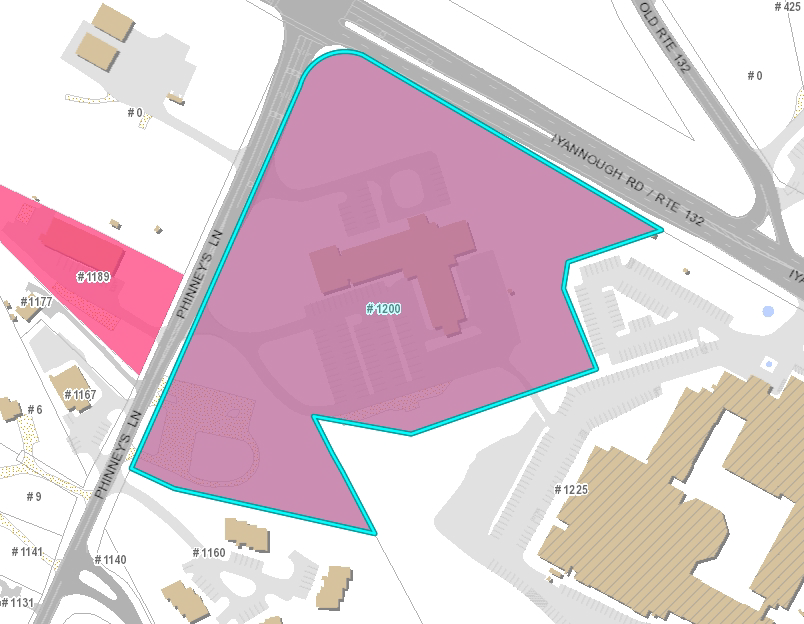 # 425
OLD RTE 132
# 0
# 0
IYANNOUGH RD / RTE 132
PHINNEY'S LN
# 1189
IYA
# 1177
# 1200
# 1167
# 6
PHINNEY'S LN
# 1225
# 9
# 1141
# 1140
# 1160
#1131